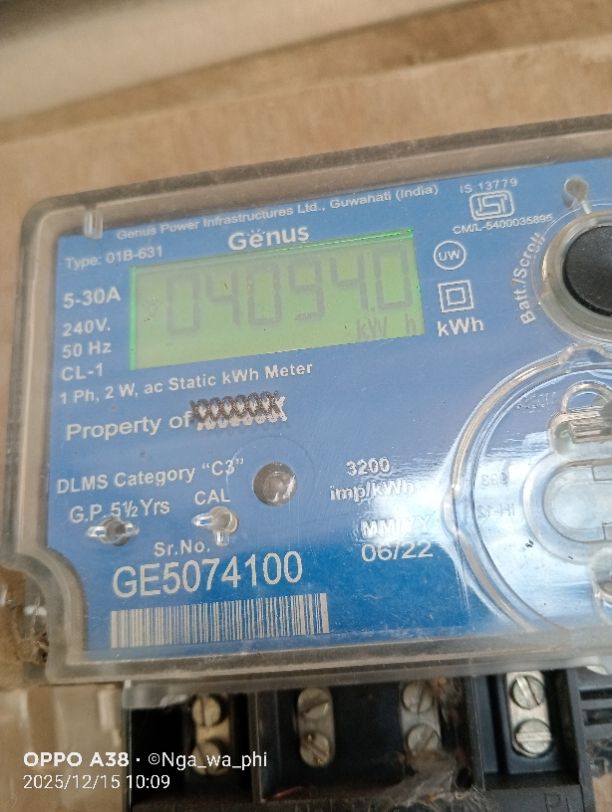 Genus Power Infrastructures Ltd., Guwahati (India)
IS 13779
CM/L-5400035895
Type: 01B-631
Genus
5-30A
04094.0
kW h
UW
kWh
Batt./Scroll
240V.
50 Hz
CL-1
1 Ph, 2 W, ac Static kWh Meter
Property of
DLMS Category "C3"
3200
imp/kWh
G.P. 5½ Yrs
CAL
MM/YY
06/22
Sr.No.
GE5074100
OPPO A38 · ©Nga_wa_phi
2025/12/15 10:09